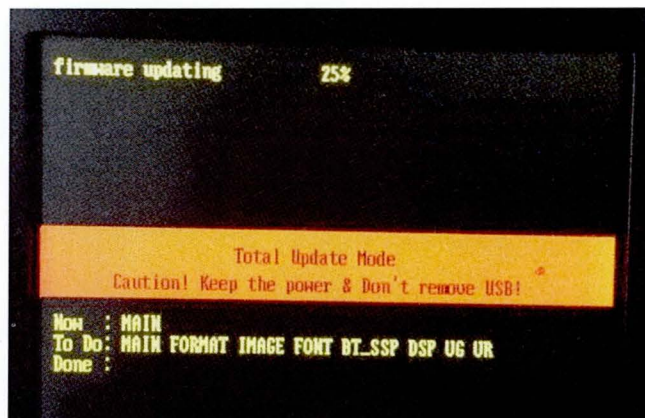 firmware updating 25%
Total Update Mode
Caution! Keep the power & Don't remove USB!
Now : MAIN
To Do: MAIN FORMAT IMAGE FONT BT_SSP DSP UG UR
Done :